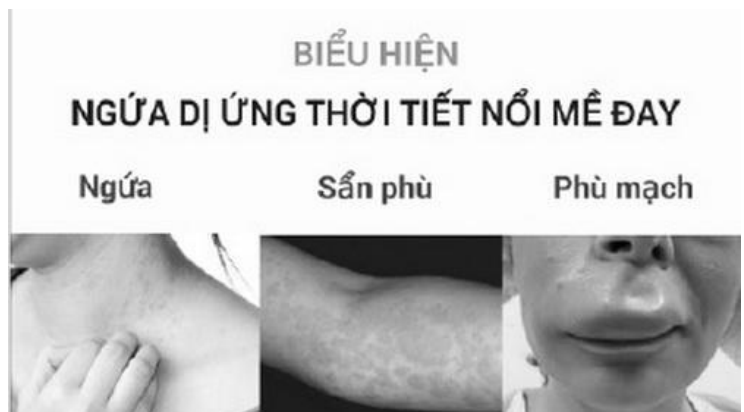 BIỂU HIỆN
NGỨA DỊ ỨNG THỜI TIẾT NỔI MỀ ĐAY
Ngứa
Sẩn phù
Phù mạch